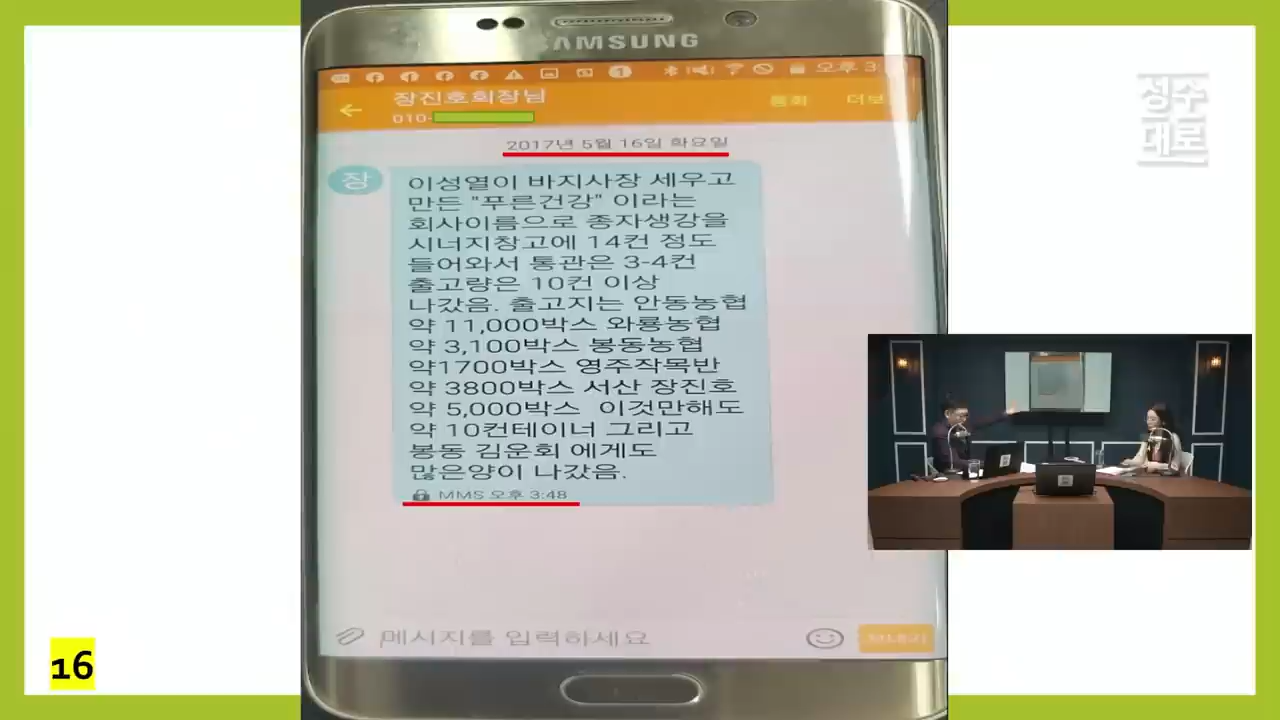 SAMSUNG
오후 3
장진호회장님
통화 더보
010-
2017년 5월 16일 화요일
장
이성열이 바지사장 세우고
만든 "푸른건강" 이라는
회사이름으로 종자생강을
시너지창고에 14컨 정도
들어와서 통관은 3-4컨
출고량은 10컨 이상
나갔음. 출고지는 안동농협
약 11,000박스 와룡농협
약 3,100박스 봉동농협
약1700박스 영주작목반
약 3800박스 서산 장진호
약 5,000박스 이것만해도
약 10컨테이너 그리고
봉동 김운회 에게도
많은양이 나갔음.
MMS 오후 3:48
메시지를 입력하세요
보내기
성수
대로
16